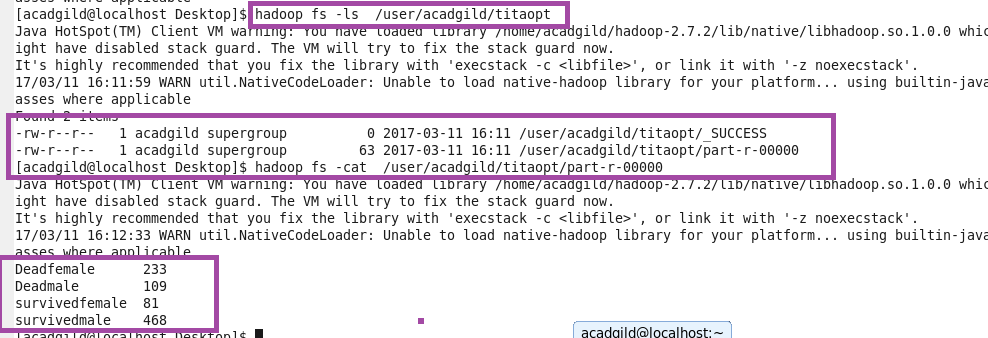 asses where applicable
[acadgild@localhost Desktop]$ hadoop fs -ls  /user/acadgild/titaopt
Java HotSpot(TM) Client VM warning: You have loaded library /home/acadgild/hadoop-2.7.2/lib/native/libhadoop.so.1.0.0 whic
ight have disabled stack guard. The VM will try to fix the stack guard now.
It's highly recommended that you fix the library with 'execstack -c <libfile>', or link it with '-z noexecstack'.
17/03/11 16:11:59 WARN util.NativeCodeLoader: Unable to load native-hadoop library for your platform... using builtin-java
asses where applicable
Found 2 items
-rw-r--r--   1 acadgild supergroup          0 2017-03-11 16:11 /user/acadgild/titaopt/_SUCCESS
-rw-r--r--   1 acadgild supergroup         63 2017-03-11 16:11 /user/acadgild/titaopt/part-r-00000
[acadgild@localhost Desktop]$ hadoop fs -cat  /user/acadgild/titaopt/part-r-00000
Java HotSpot(TM) Client VM warning: You have loaded library /home/acadgild/hadoop-2.7.2/lib/native/libhadoop.so.1.0.0 whic
ight have disabled stack guard. The VM will try to fix the stack guard now.
It's highly recommended that you fix the library with 'execstack -c <libfile>', or link it with '-z noexecstack'.
17/03/11 16:12:33 WARN util.NativeCodeLoader: Unable to load native-hadoop library for your platform... using builtin-java
asses where applicable
Deadfemale      233
Deadmale        109
survivedfemale  81
survivedmale    468
[acadgild@localhost Desktop]$
acadgild@localhost:~